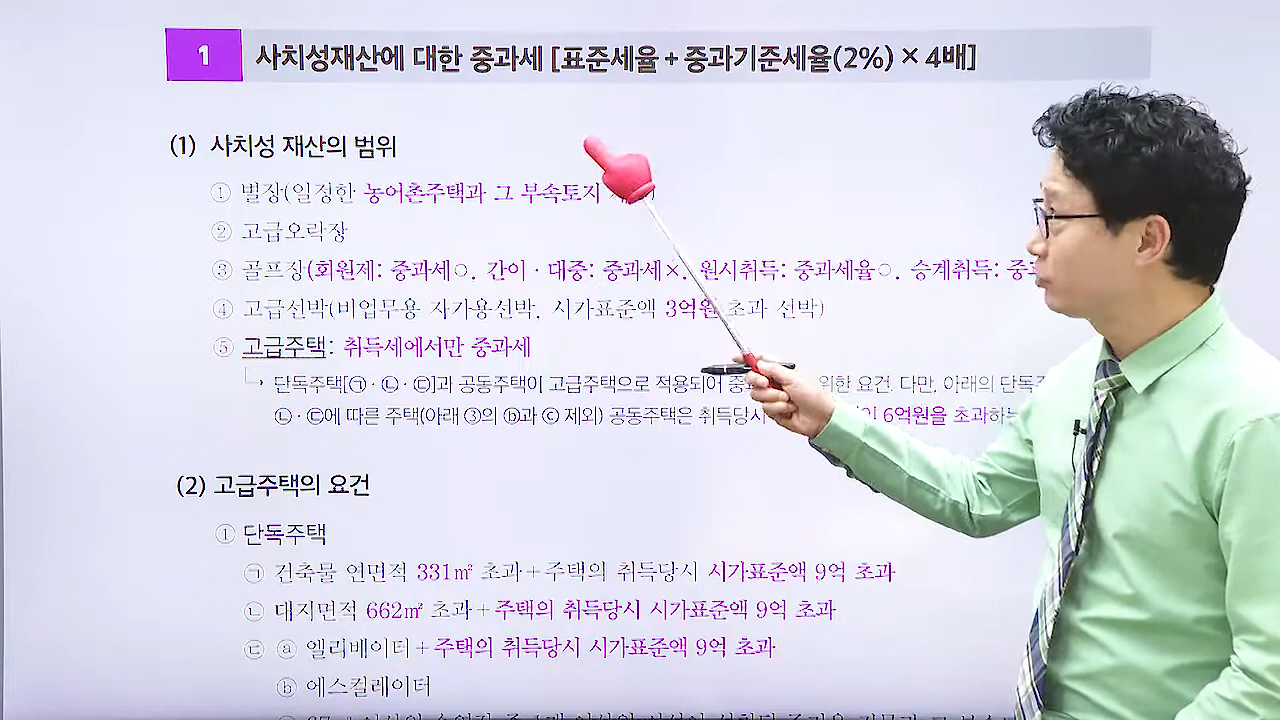 1 사치성재산에 대한 중과세 [표준세율+중과기준세율(2%)×4배]
(1) 사치성 재산의 범위
① 별장(일정한 농어촌주택과 그 부속토지
② 고급오락장
③ 골프장(회원제: 중과세○, 간이·대중: 중과세×, 원시취득: 중과세율○, 승계취득:
④ 고급선박(비업무용 자가용선박, 시가표준액 3억원 초과 선박)
⑤ 고급주택: 취득세에서만 중과세
단독주택[㉠·㉡·㉢]과 공동주택이 고급주택으로 적용되어 위한 요건. 다만, 아래의
㉡·㉢에 따른 주택(아래 ③의 ⓑ과 ⓒ 제외) 공동주택은 취득당시 6억원을 초과하는
(2) 고급주택의 요건
① 단독주택
㉠ 건축물 연면적 331㎡ 초과+주택의 취득당시 시가표준액 9억 초과
㉡ 대지면적 662㎡ 초과+주택의 취득당시 시가표준액 9억 초과
㉢ ⓐ 엘리베이터+주택의 취득당시 시가표준액 9억 초과
ⓑ 에스컬레이터